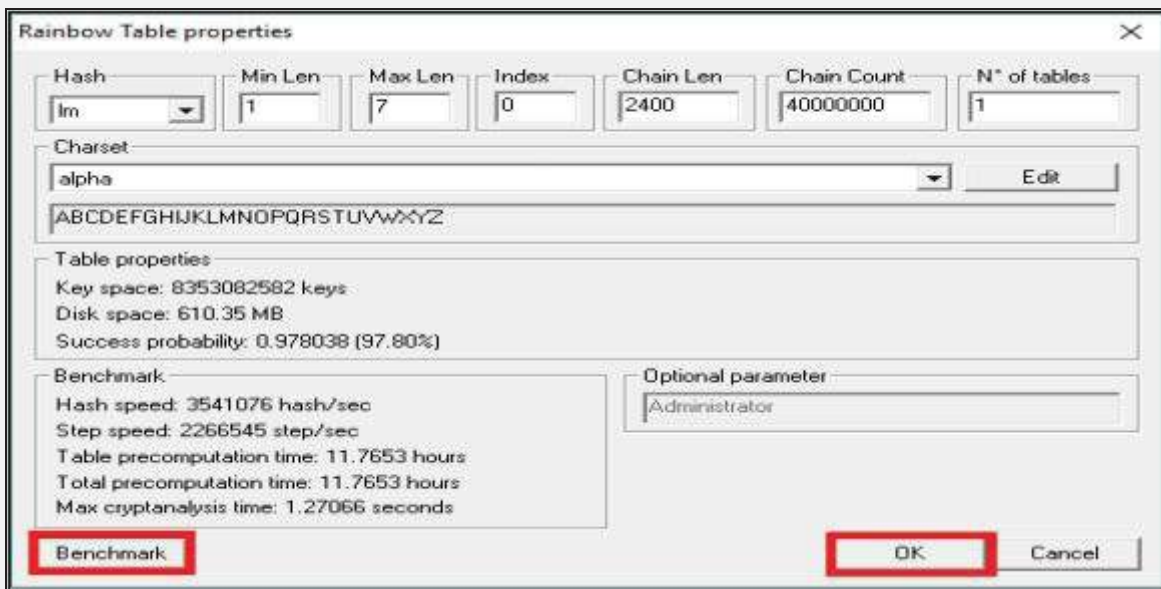 Rainbow Table properties
Hash Min Len Max Len Index Chain Len Chain Count N° of tables
lm 1 7 0 2400 40000000 1
Charset
alpha Edit
ABCDEFGHIJKLMNOPQRSTUVWXYZ
Table properties
Key space: 8353082582 keys
Disk space: 610.35 MB
Success probability: 0.978038 (97.80%)
Benchmark Optional parameter
Hash speed: 3541076 hash/sec Administrator
Step speed: 2266545 step/sec
Table precomputation time: 11.7653 hours
Total precomputation time: 11.7653 hours
Max cryptanalysis time: 1.27066 seconds
Benchmark OK Cancel